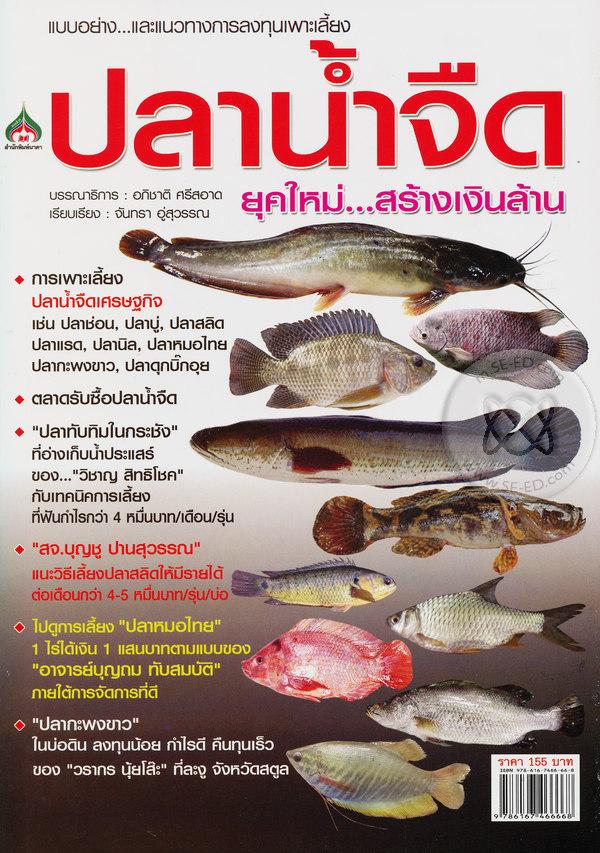 แบบอย่าง...และแนวทางการลงทุนเพาะเลี้ยง
ปลาน้ำจืด
สำนักพิมพ์นาคา
บรรณาธิการ : อภิชาติ ศรีสอาด
เรียบเรียง : จันทรา อู่สุวรรณ
ยุคใหม่...สร้างเงินล้าน
การเพาะเลี้ยง
ปลาน้ำจืดเศรษฐกิจ
เช่น ปลาช่อน, ปลาบู่, ปลาสลิด
ปลาแรด, ปลานิล, ปลาหมอไทย
ปลากะพงขาว, ปลาดุกบิ๊กอุย
ตลาดรับซื้อปลาน้ำจืด
"ปลาทับทิมในกระชัง"
ที่อ่างเก็บน้ำประแสร์
ของ..."วิชาญ สิทธิโชค"
กับเทคนิคการเลี้ยง
ที่ฟันกำไรกว่า 4 หมื่นบาท/เดือน/รุ่น
"สจ.บุญชู ปานสุวรรณ"
แนะวิธีเลี้ยงปลาสลิดให้มีรายได้
ต่อเดือนกว่า 4-5 หมื่นบาท/รุ่น/บ่อ
ไปดูการเลี้ยง "ปลาหมอไทย"
1 ไร่ได้เงิน 1 แสนบาทตามแบบของ
"อาจารย์บุญถม ทับสมบัติ"
ภายใต้การจัดการที่ดี
"ปลากะพงขาว"
ในบ่อดิน ลงทุนน้อย กำไรดี คืนทุนเร็ว
ของ "วรากร นุ้ยโส๊ะ" ที่ละงู จังหวัดสตูล
WWW.SE-ED.com
ราคา 155 บาท
ISBN 978-616-7466-66-8
9 786167 466668